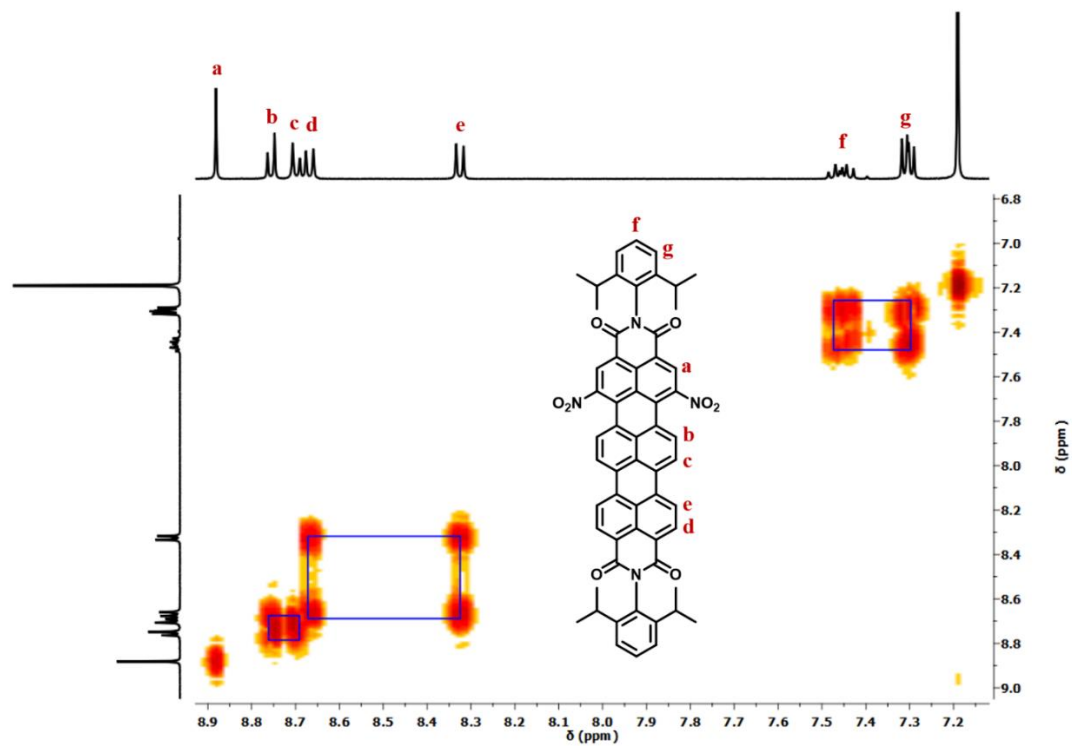 a
b c d
e
f
g
6.8
7.0
7.2
7.4
7.6
7.8
8.0
8.2
8.4
8.6
8.8
9.0
δ (ppm)
f
g
N
O O
a
O₂N NO₂
b
c
e
d
O N O
8.9 8.8 8.7 8.6 8.5 8.4 8.3 8.2 8.1 8.0 7.9 7.8 7.7 7.6 7.5 7.4 7.3 7.2
δ (ppm)